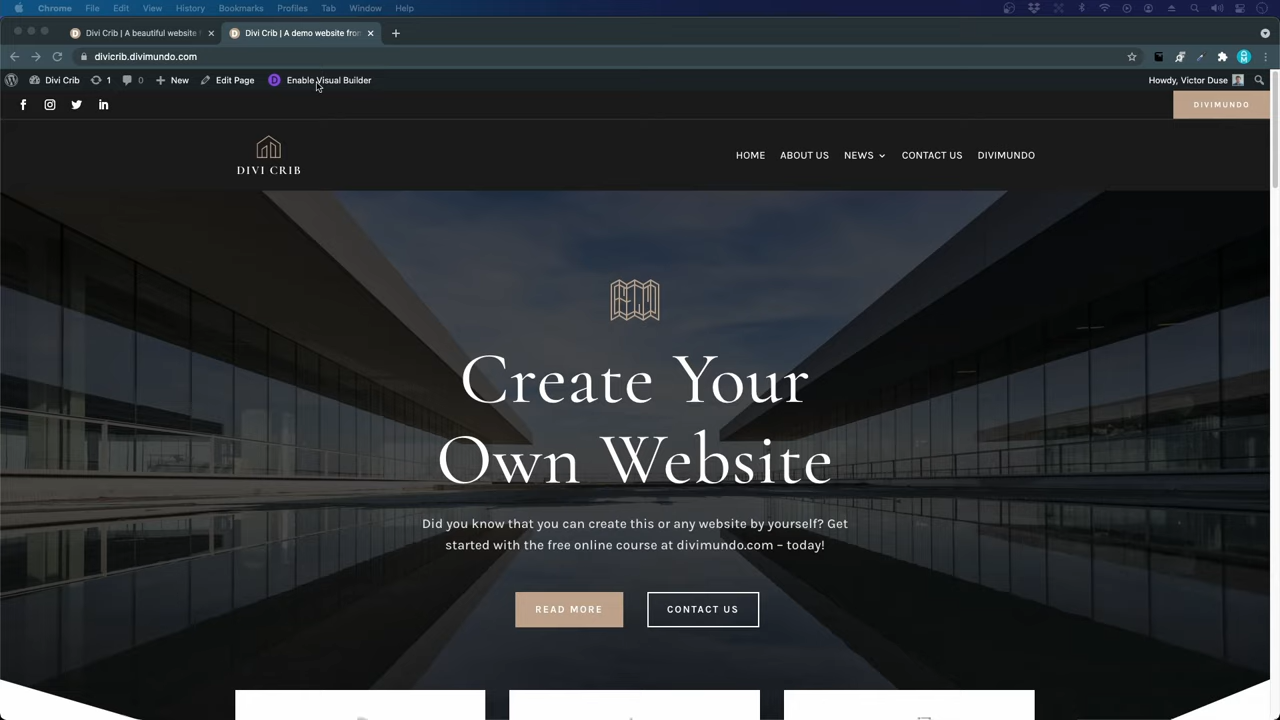 Chrome File Edit View History Bookmarks Profiles Tab Window Help
Divi Crib | A beautiful website
Divi Crib | A demo website from
divicrib.divimundo.com
Divi Crib 1 0 New Edit Page Enable Visual Builder Howdy, Victor Duse
DIVIMUNDO
DIVI CRIB
HOME ABOUT US NEWS CONTACT US DIVIMUNDO
Create Your
Own Website
Did you know that you can create this or any website by yourself? Get
started with the free online course at divimundo.com – today!
READ MORE CONTACT US